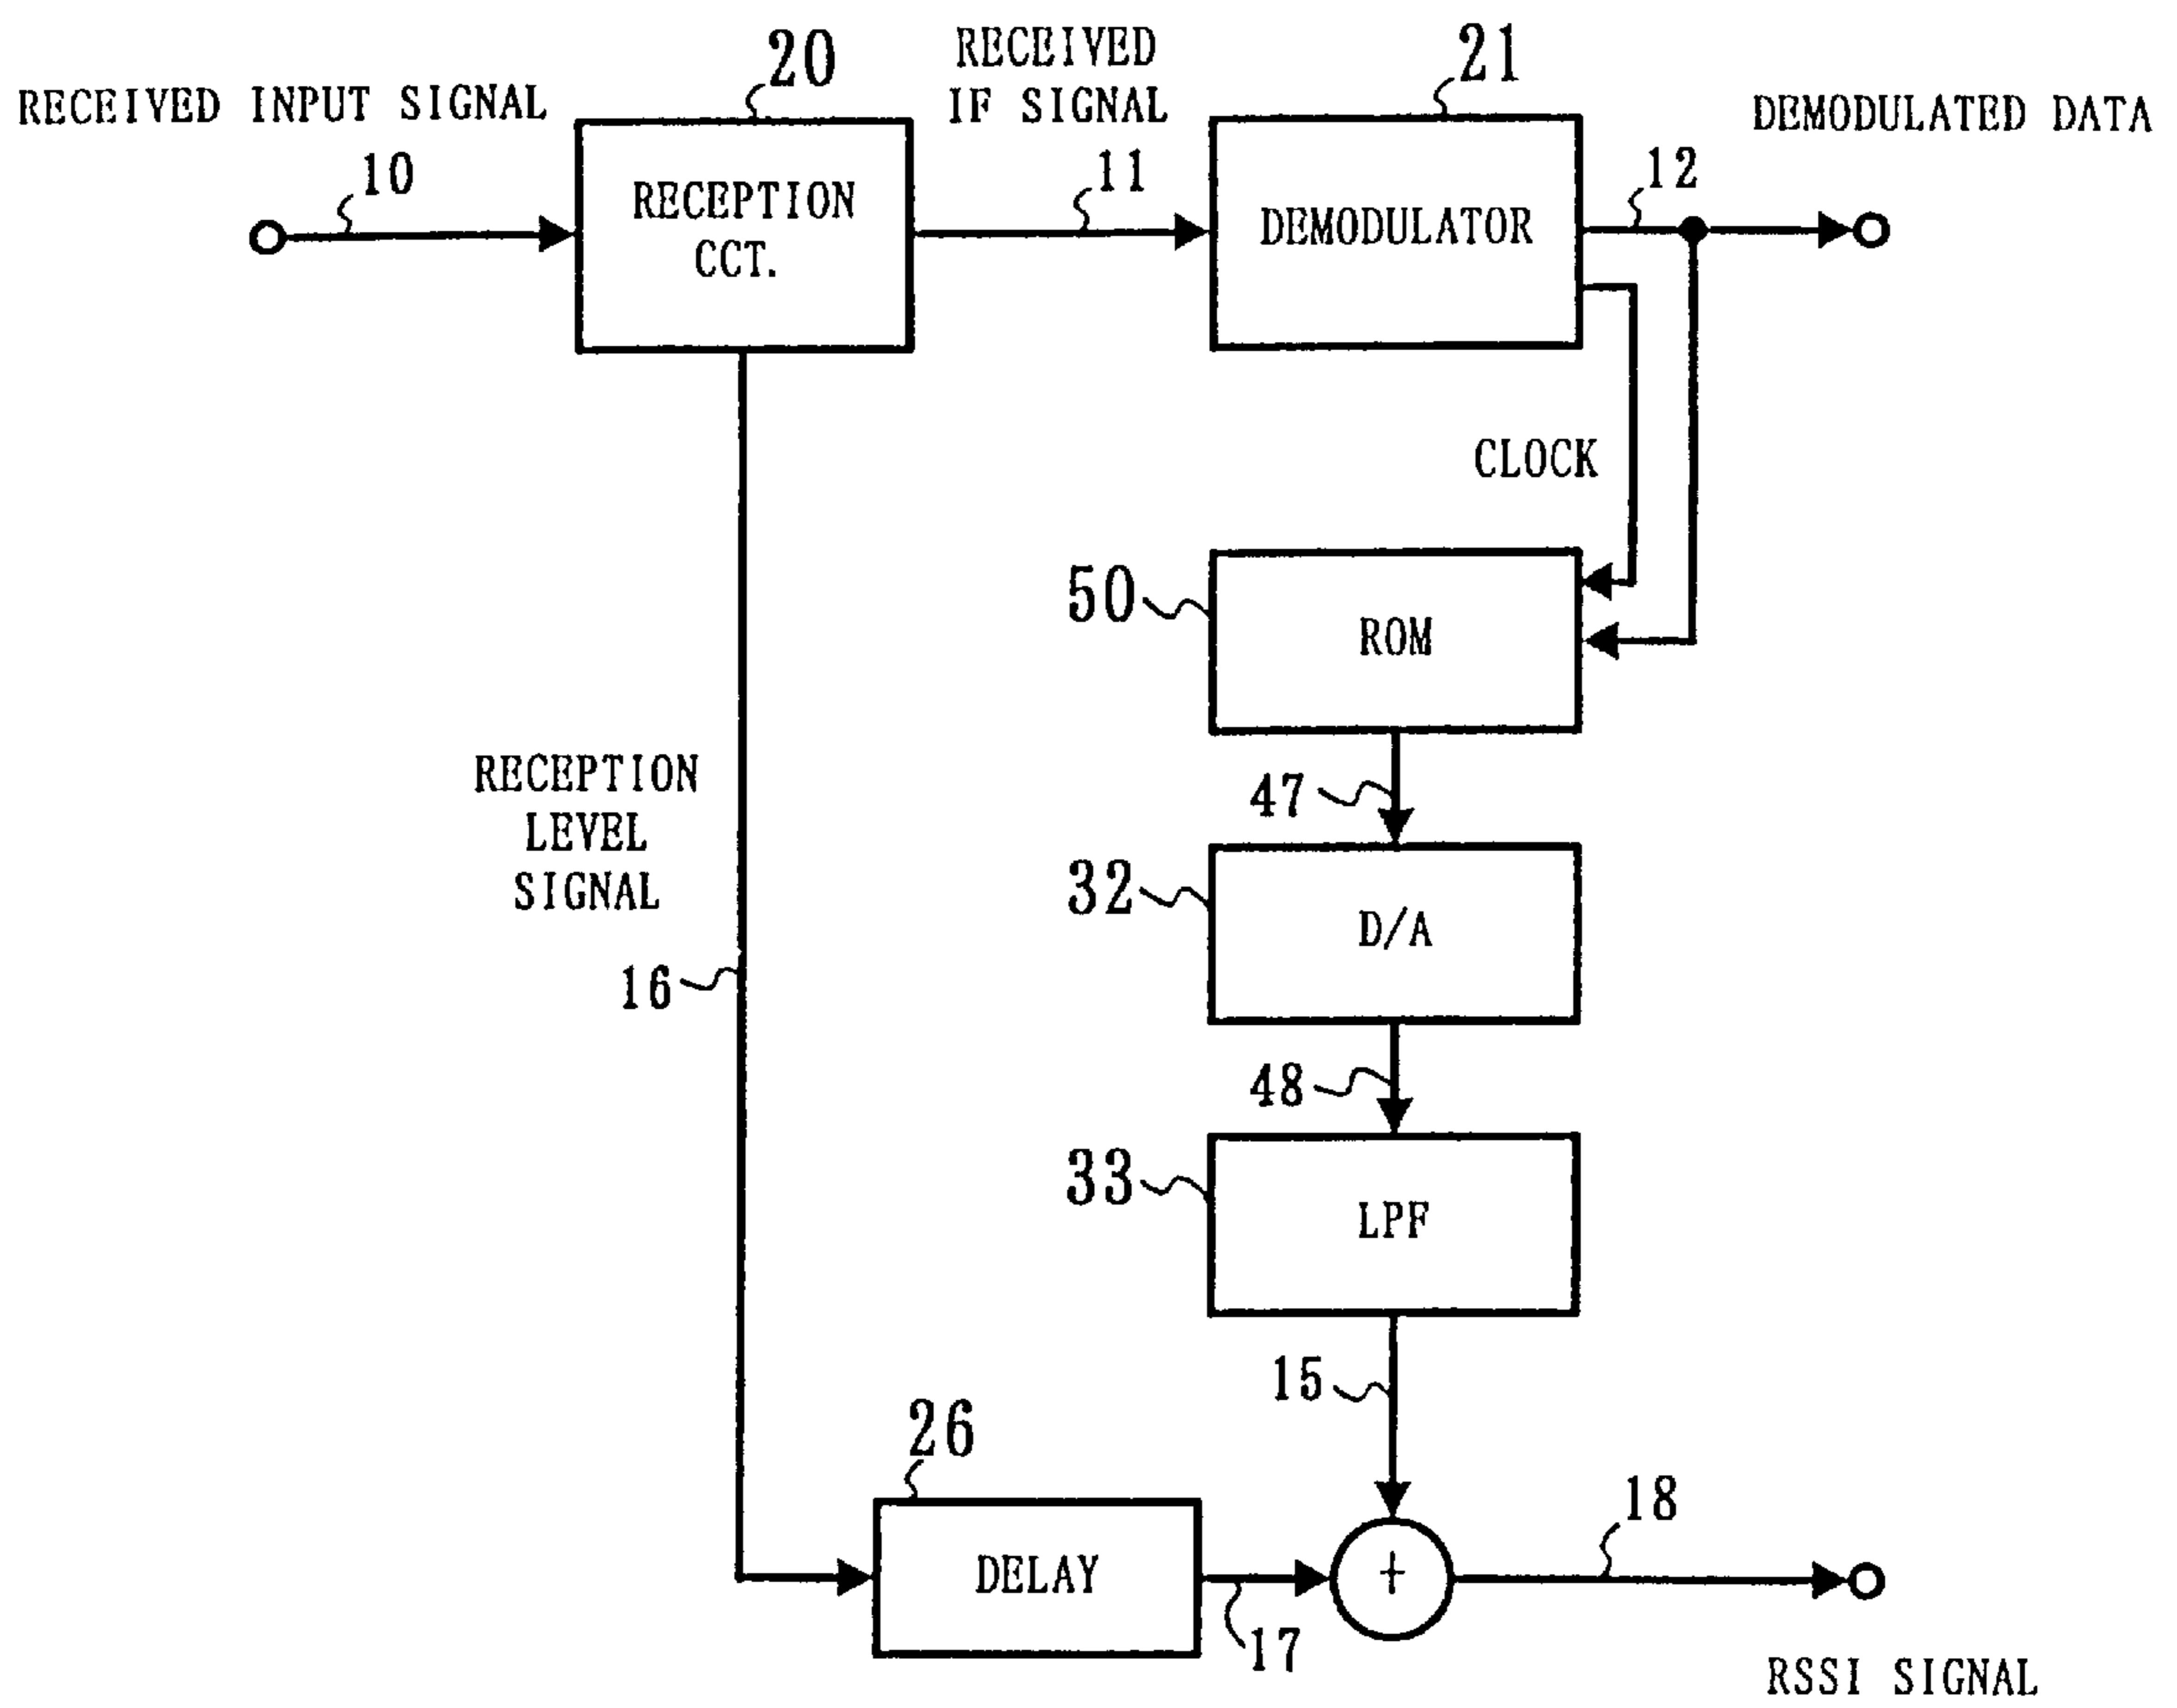 20
RECEIVED
IF SIGNAL
21
RECEIVED INPUT SIGNAL
DEMODULATED DATA
10
11
12
RECEPTION
CCT.
DEMODULATOR
CLOCK
50
ROM
47
RECEPTION
LEVEL
SIGNAL
16
32
D/A
48
33
LPF
15
26
DELAY
17
+
18
RSSI SIGNAL